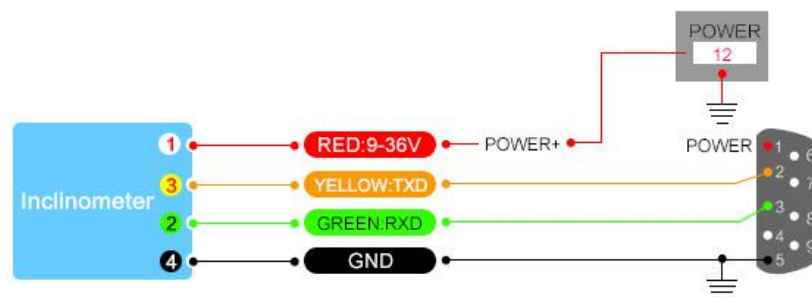 POWER
12
1 RED:9-36V POWER+ POWER 1 6
Inclinometer 3 YELLOW:TXD 2 7
2 GREEN:RXD 3 8
4 GND 4 9
5